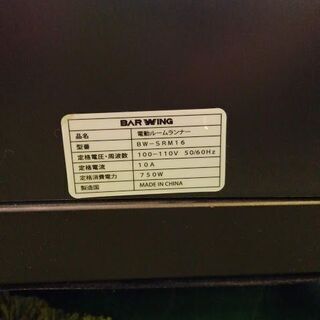 BARWING
品名 電動ルームランナー
型番 BW-SRM16
定格電圧・周波数 100-110V 50/60Hz
定格電流 10A
定格消費電力 750W
製造国 MADE IN CHINA